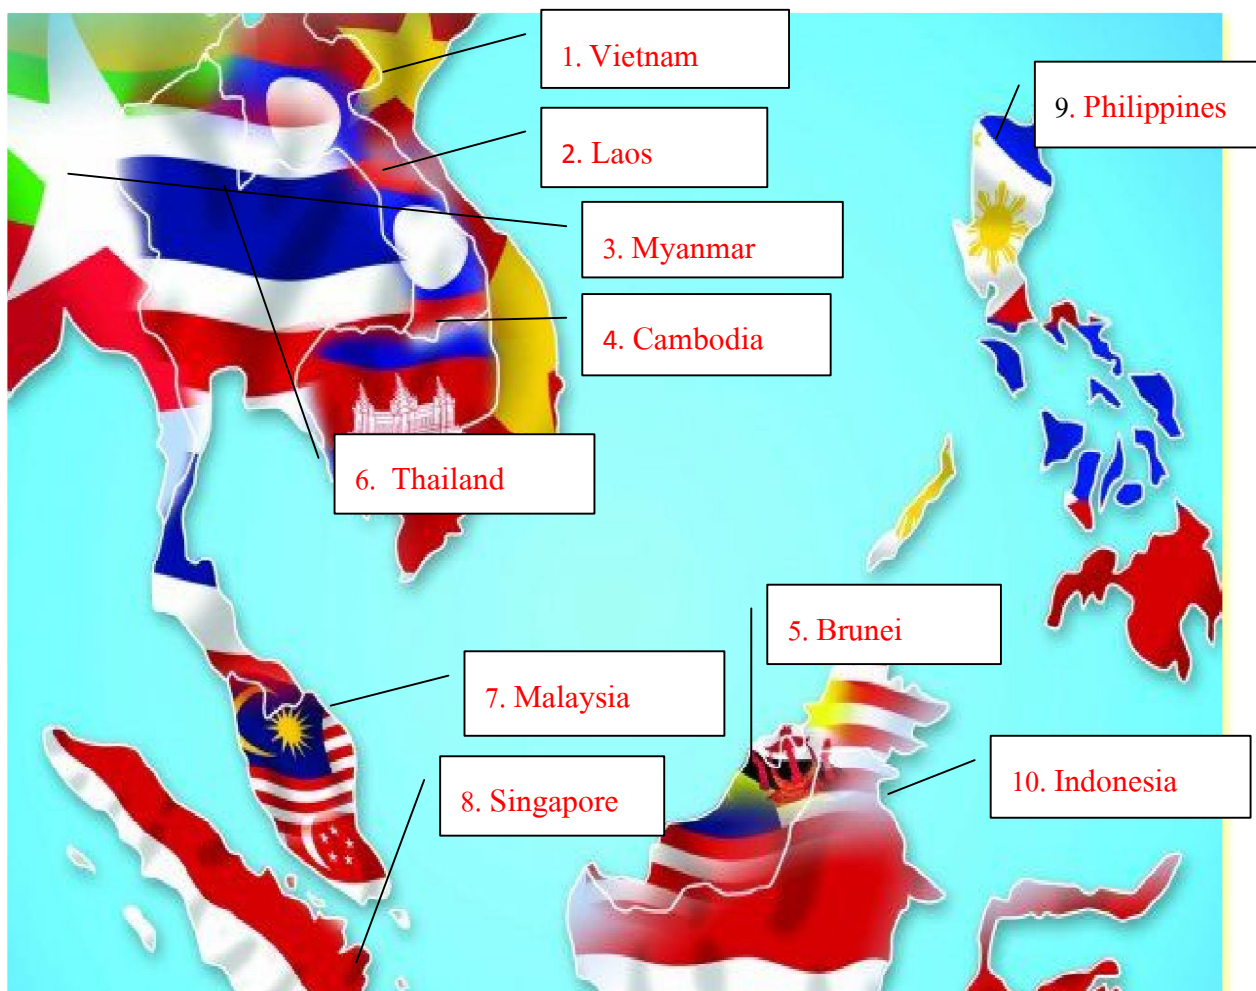 1. Vietnam
2. Laos
3. Myanmar
4. Cambodia
5. Brunei
6. Thailand
7. Malaysia
8. Singapore
9. Philippines
10. Indonesia